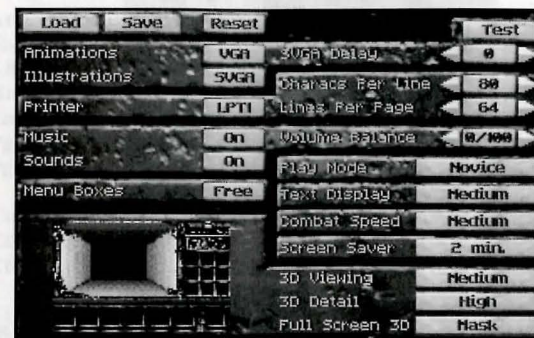 Load Save Reset Test
Animations VGA SVGA Delay 0
Illustrations SVGA Characs Per Line 80
Printer LPT1 Lines Per Page 64
Music On Volume Balance 0/100
Sounds On Play Mode Novice
Menu Boxes Free Text Display Medium
Combat Speed Medium
Screen Saver 2 min.
3D Viewing Medium
3D Detail High
Full Screen 3D Mask